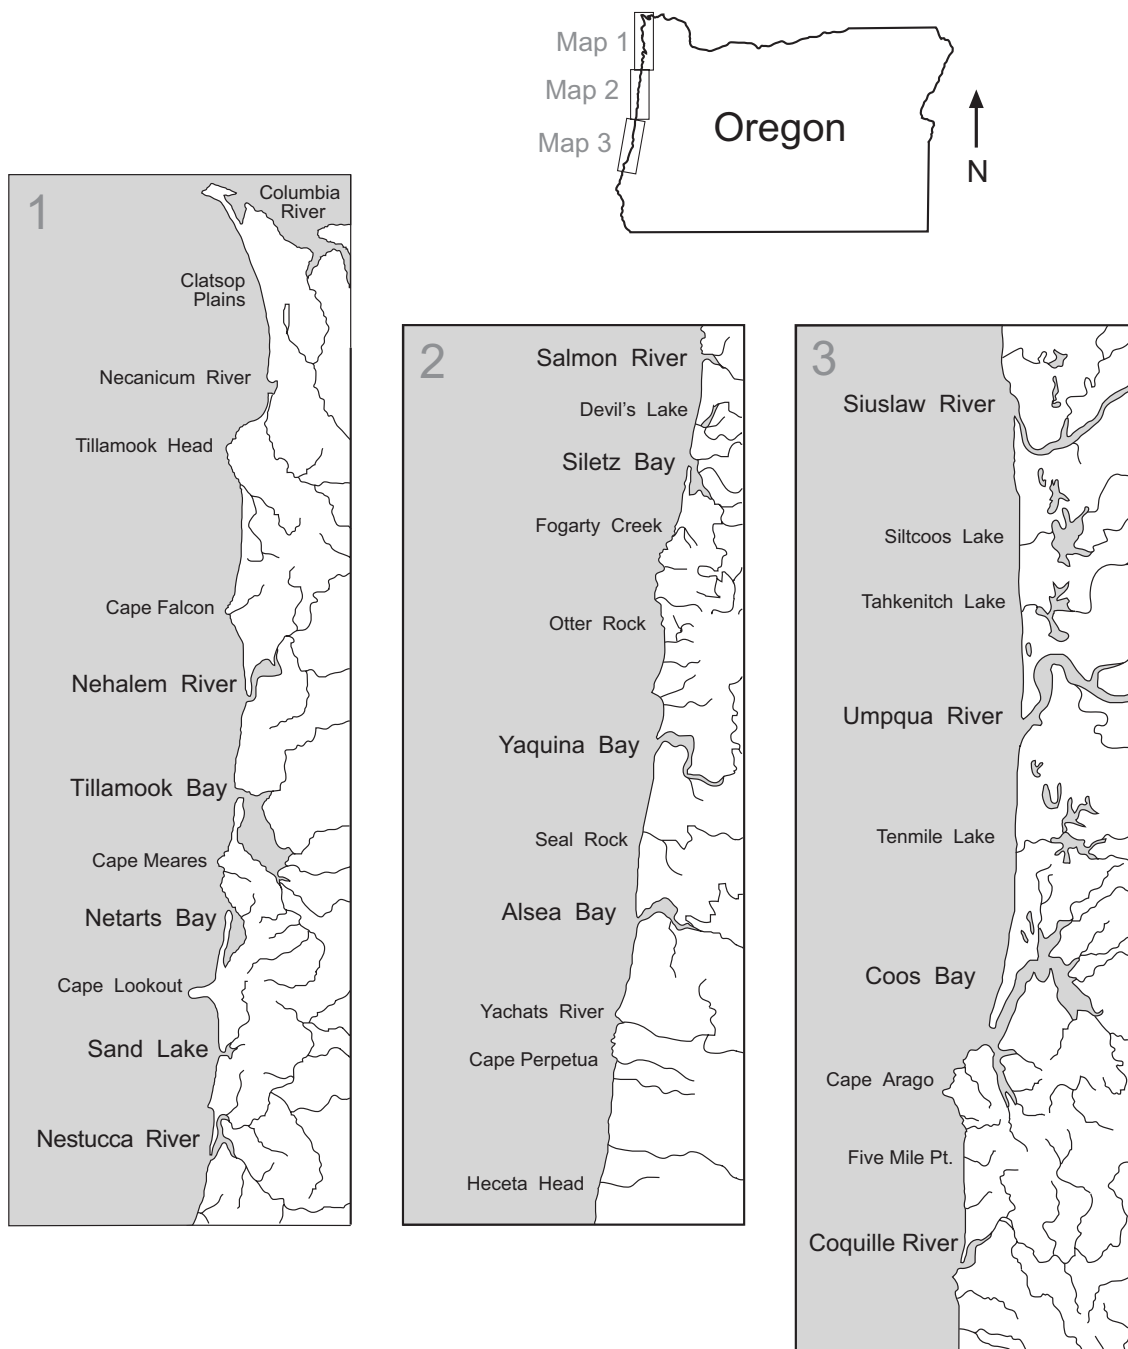 Map 1
Map 2
Map 3
Oregon
N
1
Columbia
River
Clatsop
Plains
Necanicum River
Tillamook Head
Cape Falcon
Nehalem River
Tillamook Bay
Cape Meares
Netarts Bay
Cape Lookout
Sand Lake
Nestucca River
2
Salmon River
Devil's Lake
Siletz Bay
Fogarty Creek
Otter Rock
Yaquina Bay
Seal Rock
Alsea Bay
Yachats River
Cape Perpetua
Heceta Head
3
Siuslaw River
Siltcoos Lake
Tahkenitch Lake
Umpqua River
Tenmile Lake
Coos Bay
Cape Arago
Five Mile Pt.
Coquille River